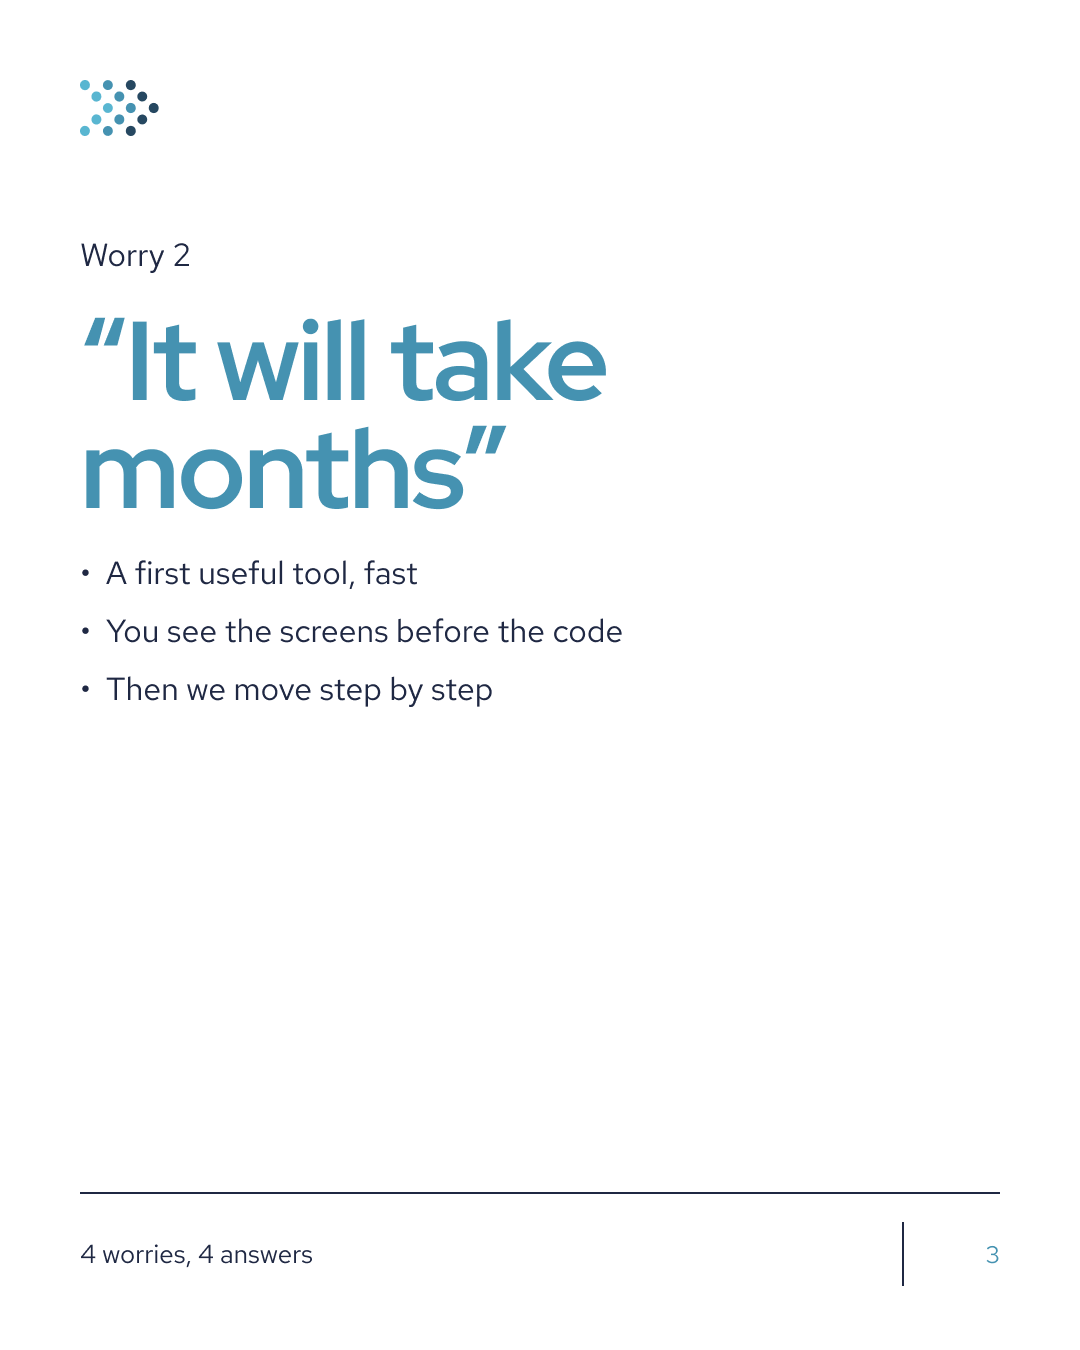 Worry 2
“It will take
months”
• A first useful tool, fast
• You see the screens before the code
• Then we move step by step
4 worries, 4 answers
3